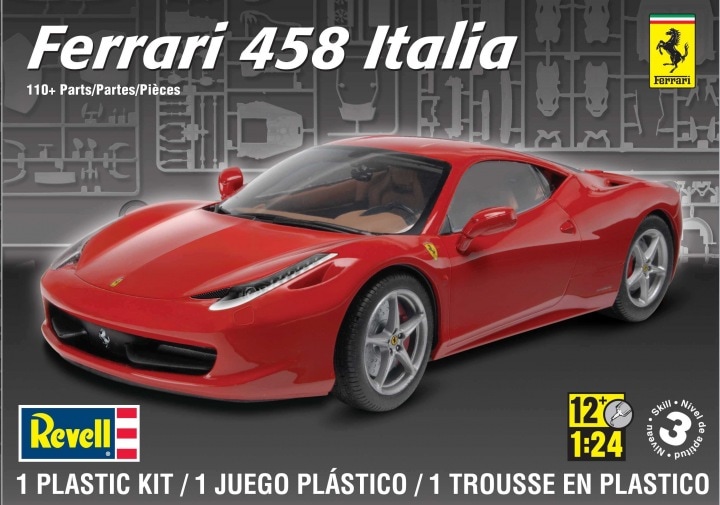 Ferrari 458 Italia
110+ Parts/Partes/Pièces
Ferrari
Revell
12+
1:24
Skill • Nivel de aptitud • Niveau
3
1 PLASTIC KIT / 1 JUEGO PLÁSTICO / 1 TROUSSE EN PLASTICO